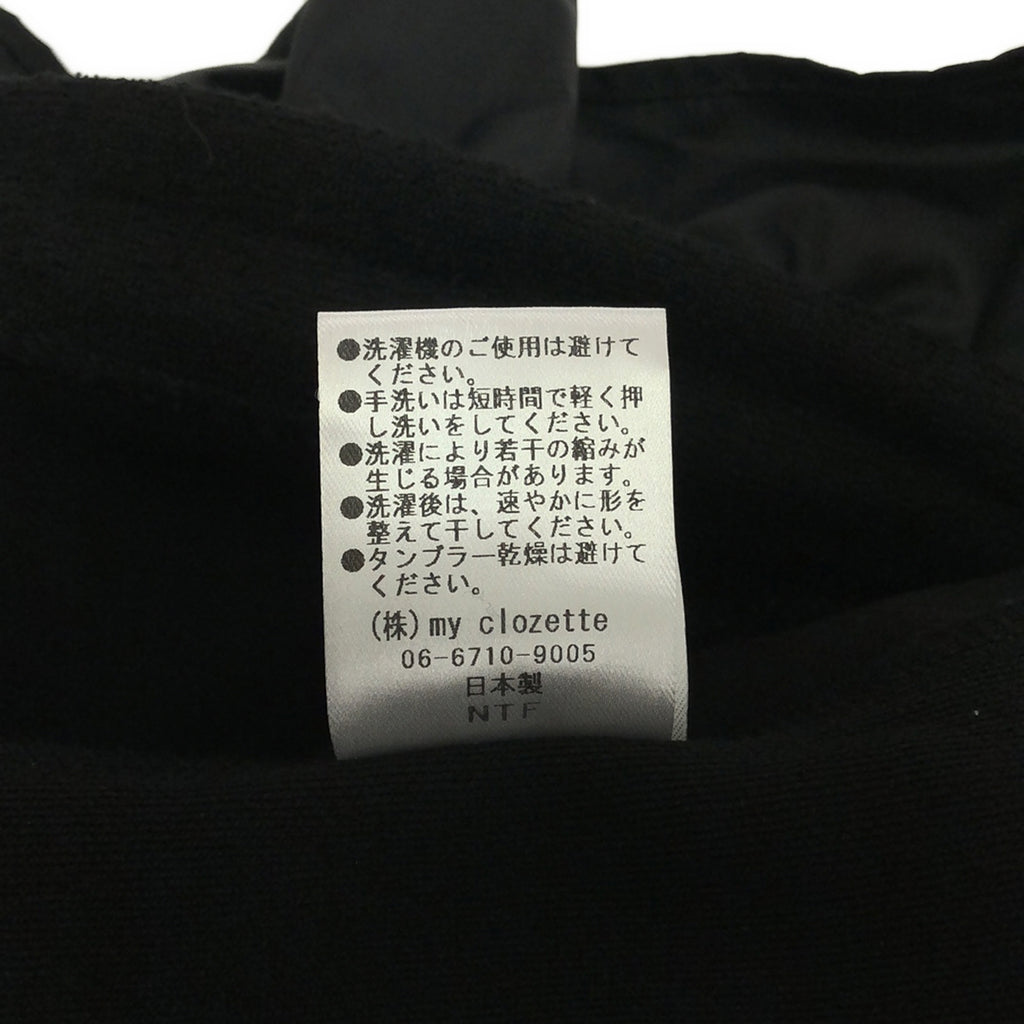 ●洗濯機のご使用は避けて
ください。
●手洗いは短時間で軽く押
し洗いをしてください。
●洗濯により若干の縮みが
生じる場合があります。
●洗濯後は、速やかに形を
整えて干してください。
●タンブラー乾燥は避けて
ください。
(株)my clozette
06-6710-9005
日本製
NTF